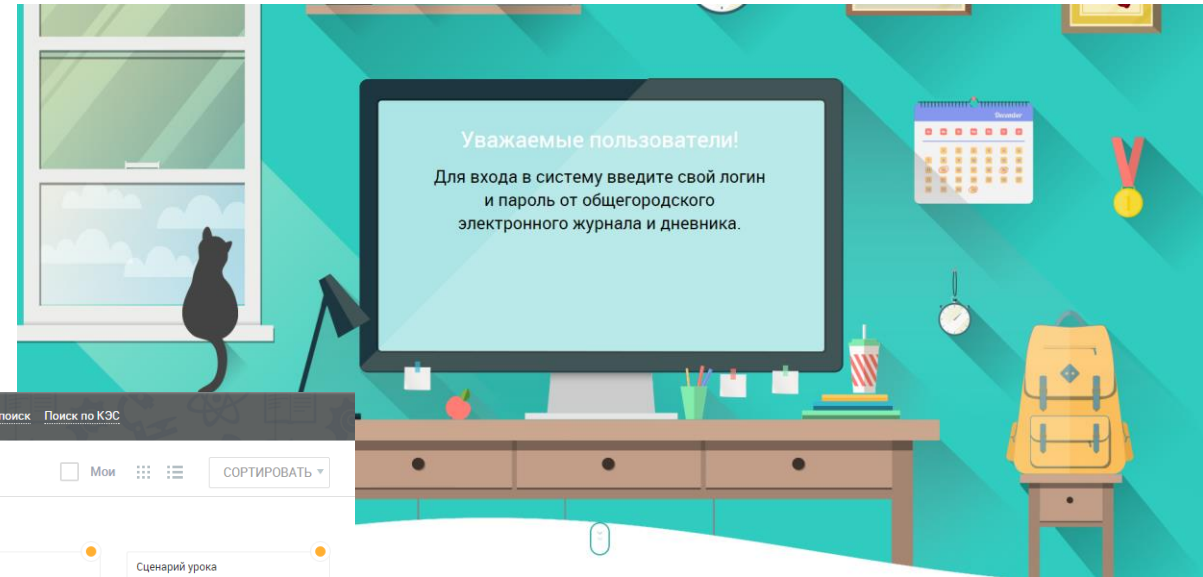 December
Уважаемые пользователи!
Для входа в систему введите свой логин
и пароль от общегородского
электронного журнала и дневника.
поиск Поиск по КЭС
Мои СОРТИРОВАТЬ
Сценарий урока